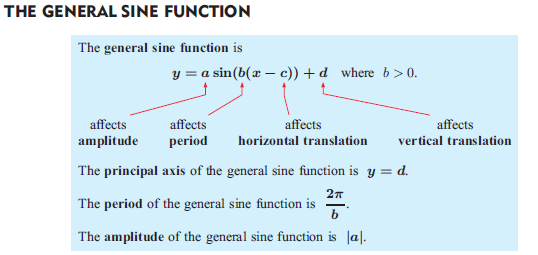 THE GENERAL SINE FUNCTION
The general sine function is
y = a sin(b(x − c)) + d where b > 0.
affects affects affects affects
amplitude period horizontal translation vertical translation
The principal axis of the general sine function is y = d.
The period of the general sine function is 2π/b.
The amplitude of the general sine function is |a|.